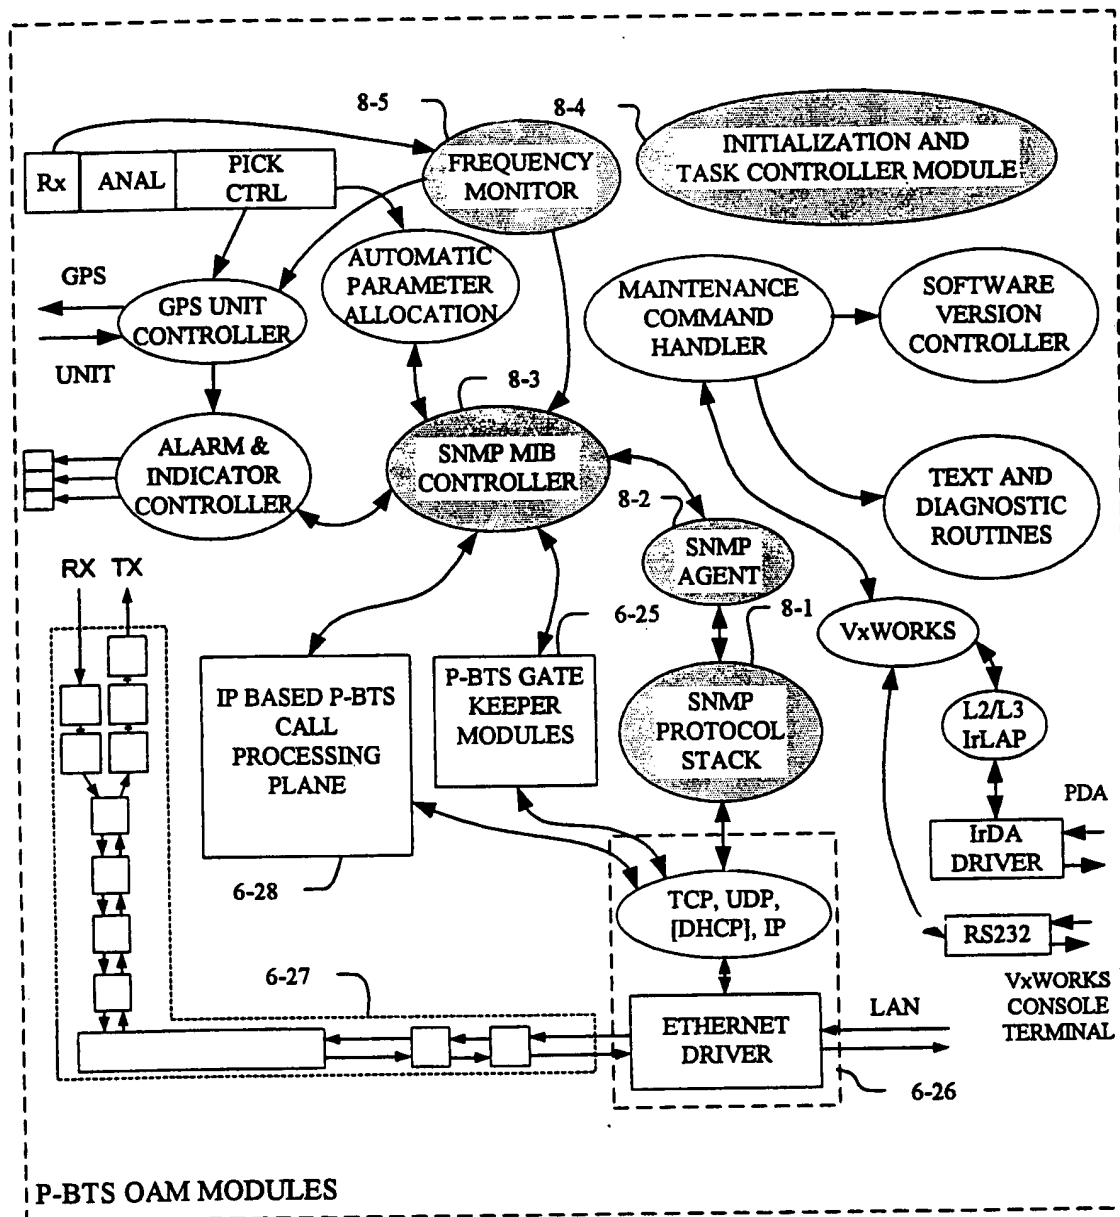 8-5
8-4
INITIALIZATION AND
TASK CONTROLLER MODULE
Rx
ANAL
PICK
CTRL
FREQUENCY
MONITOR
GPS
UNIT
GPS UNIT
CONTROLLER
AUTOMATIC
PARAMETER
ALLOCATION
MAINTENANCE
COMMAND
HANDLER
SOFTWARE
VERSION
CONTROLLER
8-3
ALARM &
INDICATOR
CONTROLLER
SNMP MIB
CONTROLLER
TEXT AND
DIAGNOSTIC
ROUTINES
8-2
SNMP
AGENT
RX
TX
6-25
8-1
VxWORKS
IP BASED P-BTS
CALL
PROCESSING
PLANE
P-BTS GATE
KEEPER
MODULES
SNMP
PROTOCOL
STACK
L2/L3
IrLAP
PDA
IrDA
DRIVER
6-28
TCP, UDP,
[DHCP], IP
RS232
6-27
VxWORKS
CONSOLE
TERMINAL
ETHERNET
DRIVER
LAN
6-26
P-BTS OAM MODULES